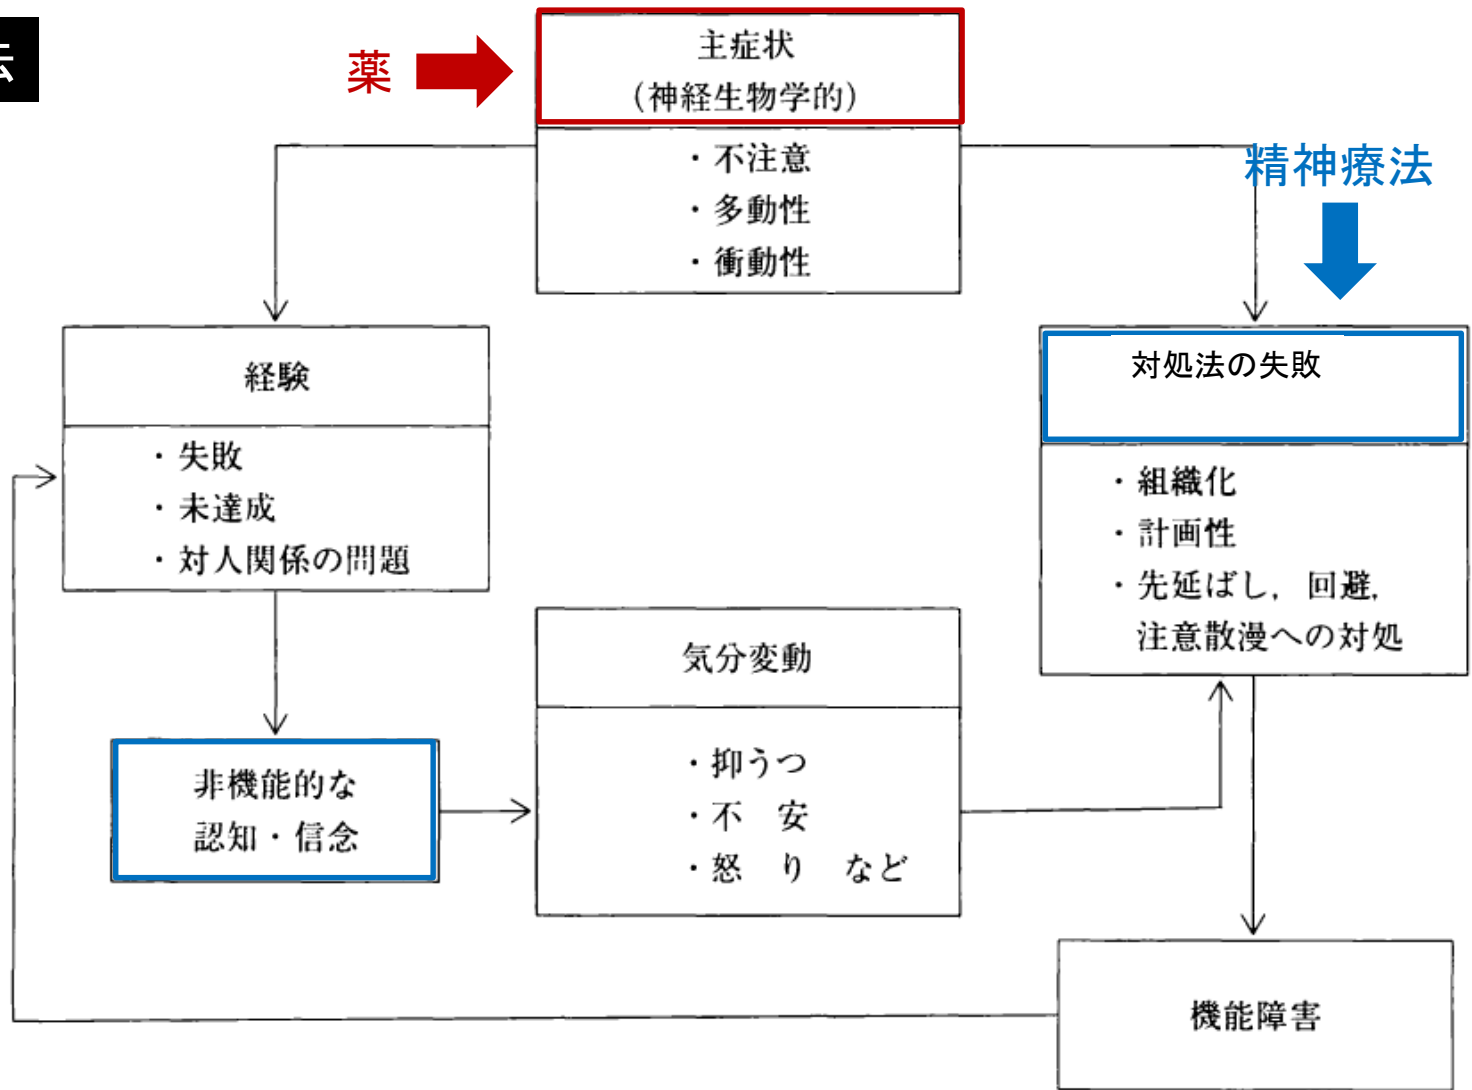 法
薬
主症状
（神経生物学的）
・不注意
・多動性
・衝動性
精神療法
経験
・失敗
・未達成
・対人関係の問題
対処法の失敗
・組織化
・計画性
・先延ばし，回避，
注意散漫への対処
気分変動
・抑うつ
・不　安
・怒　り　など
非機能的な
認知・信念
機能障害